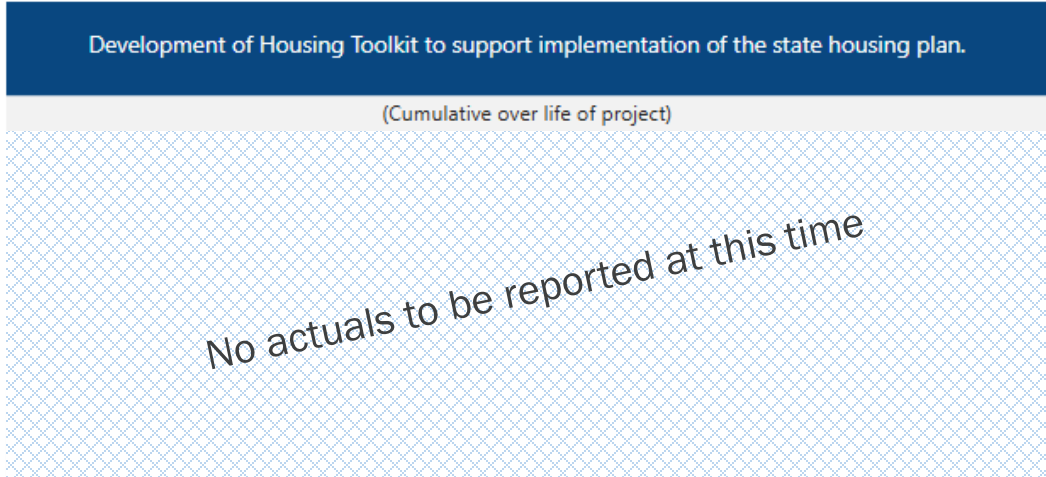 Development of Housing Toolkit to support implementation of the state housing plan.
(Cumulative over life of project)
No actuals to be reported at this time